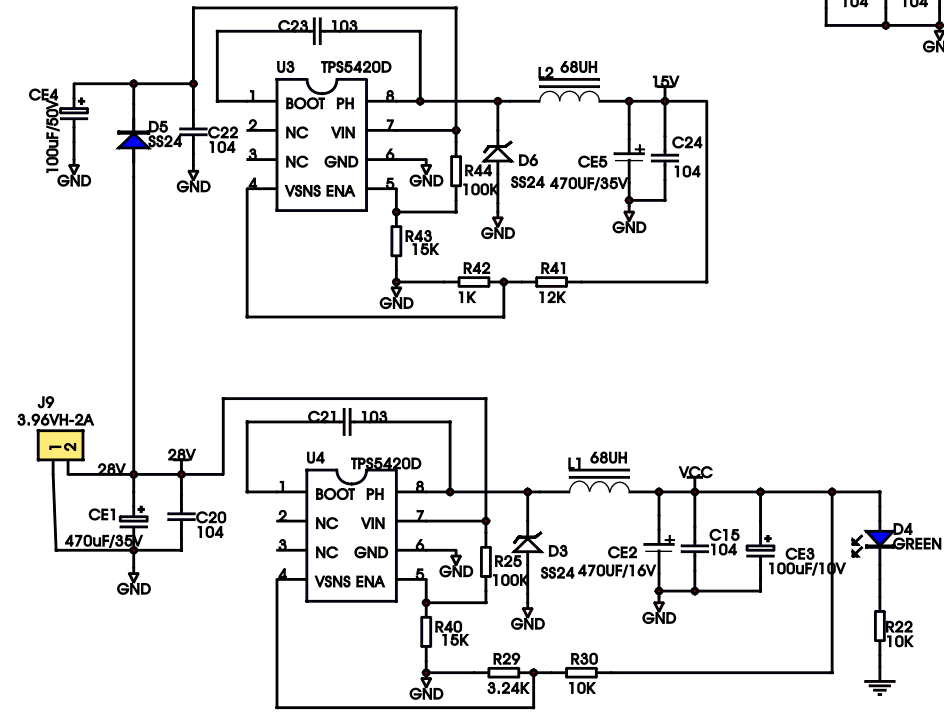 104 104
GND
C23 103
U3 TPS5420D
1 BOOT PH 8
2 NC VIN 7
3 NC GND 6
4 VSNS ENA 5
CE4
100uF/50V
GND
D5
SS24
C22
104
GND
GND
R44
100K
R43
15K
GND
L2 68UH
D6
SS24
GND
CE5
470UF/35V
15V
C24
104
GND
R42
1K
R41
12K
J9
3.96VH-2A
1 2
28V
28V
CE1
470uF/35V
C20
104
GND
C21 103
U4 TPS5420D
1 BOOT PH 8
2 NC VIN 7
3 NC GND 6
4 VSNS ENA 5
GND
R25
100K
R40
15K
GND
L1 68UH
D3
SS24
GND
CE2
470UF/16V
VCC
C15
104
GND
CE3
100uF/10V
D4
GREEN
R22
10K
R29
3.24K
R30
10K